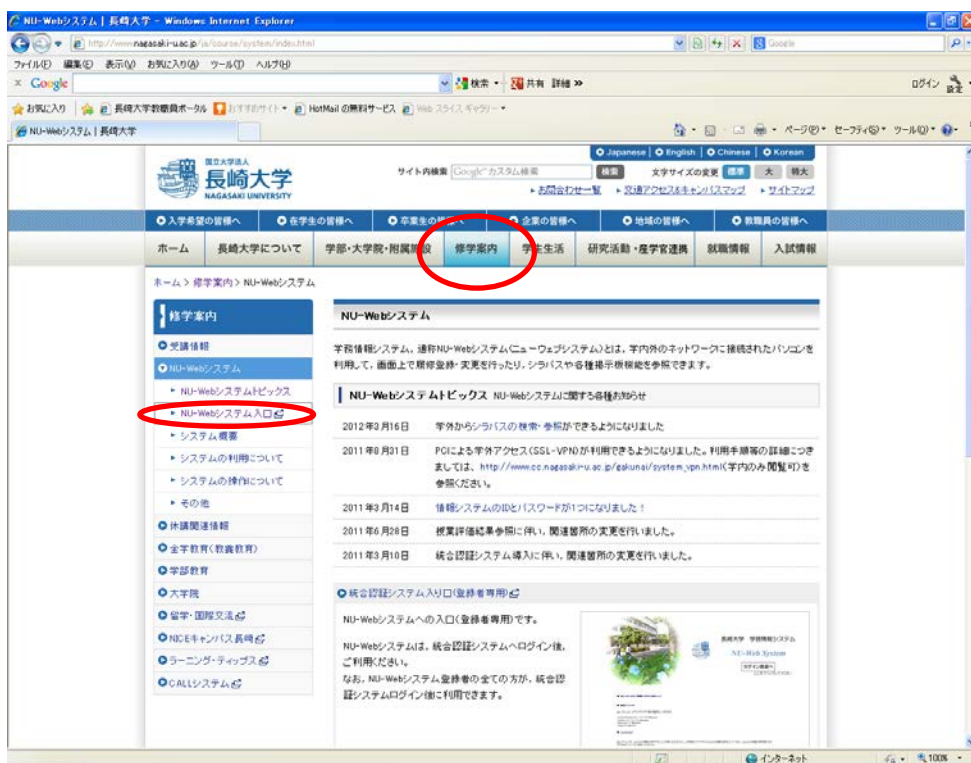 NU-Webシステム | 長崎大学 - Windows Internet Explorer
http://www.nagasaki-u.ac.jp/ja/course/system/index.html
Google
ファイル(F) 編集(E) 表示(V) お気に入り(A) ツール(T) ヘルプ(H)
× Google 検索 共有 詳細 » ログイン 設定
お気に入り 長崎大学教職員ポータル おすすめサイト HotMail の無料サービス Web スライス ギャラリー
NU-Webシステム | 長崎大学 ページ(P) セーフティ(S) ツール(O)
Japanese English Chinese Korean
国立大学法人
長崎大学
NAGASAKI UNIVERSITY
サイト内検索 Google カスタム検索 検索 文字サイズの変更 標準 大 特大
お問合わせ一覧 交通アクセス&キャンパスマップ サイトマップ
入学希望の皆様へ 在学生の皆様へ 卒業生の皆様へ 企業の皆様へ 地域の皆様へ 教職員の皆様へ
ホーム 長崎大学について 学部・大学院・附属施設 修学案内 学生生活 研究活動・産学官連携 就職情報 入試情報
ホーム > 修学案内 > NU-Webシステム
修学案内
受講情報
NU-Webシステム
NU-Webシステムトピックス
NU-Webシステム入口
システム概要
システムの利用について
システムの操作について
その他
休講関連情報
全学教育(教養教育)
学部教育
大学院
留学・国際交流
NICEキャンパス長崎
ラーニング・ティップス
CALLシステム
NU-Webシステム
学務情報システム,通称NU-Webシステム(ニューウェブシステム)とは,学内外のネットワークに接続されたパソコンを
利用して,画面上で履修登録・変更を行ったり,シラバスや各種掲示板機能を参照できます。
NU-Webシステムトピックス NU-Webシステムに関する各種お知らせ
2012年3月16日 学外からシラバスの検索・参照ができるようになりました
2011年8月31日 PCによる学外アクセス(SSL-VPN)が利用できるようになりました。利用手順等の詳細につき
ましては, http://www.cc.nagasaki-u.ac.jp/gakunai/system_vpn.html(学内のみ閲覧可)を
参照ください。
2011年3月14日 情報システムのIDとパスワードが1つになりました!
2011年6月28日 授業評価結果参照に伴い,関連箇所の変更を行いました。
2011年3月10日 統合認証システム導入に伴い,関連箇所の変更を行いました。
統合認証システム入り口(登録者専用)
NU-Webシステムへの入口(登録者専用)です。
NU-Webシステムは,統合認証システムへログイン後,
ご利用ください。
なお,NU-Webシステム登録者の全ての方が,統合認
証システムログイン後に利用できます。
長崎大学 学務情報システム
NU-Web System
インターネット 100%